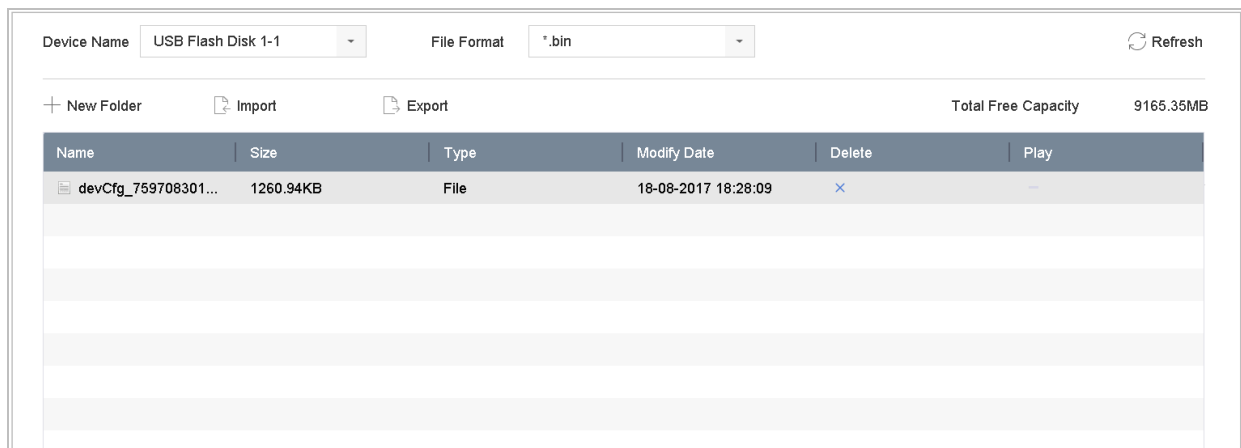 Device Name USB Flash Disk 1-1 File Format *.bin Refresh
New Folder Import Export Total Free Capacity 9165.35MB
Name Size Type Modify Date Delete Play
devCfg_759708301... 1260.94KB File 18-08-2017 18:28:09